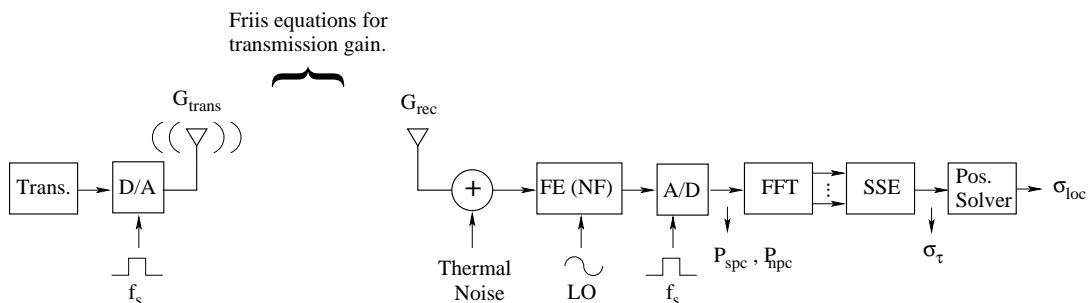 Friis equations for
transmission gain.
G_trans
G_rec
Trans.
D/A
+
FE (NF)
A/D
FFT
SSE
Pos.
Solver
σ_loc
f_s
Thermal
Noise
LO
f_s
P_spc , P_npc
σ_τ